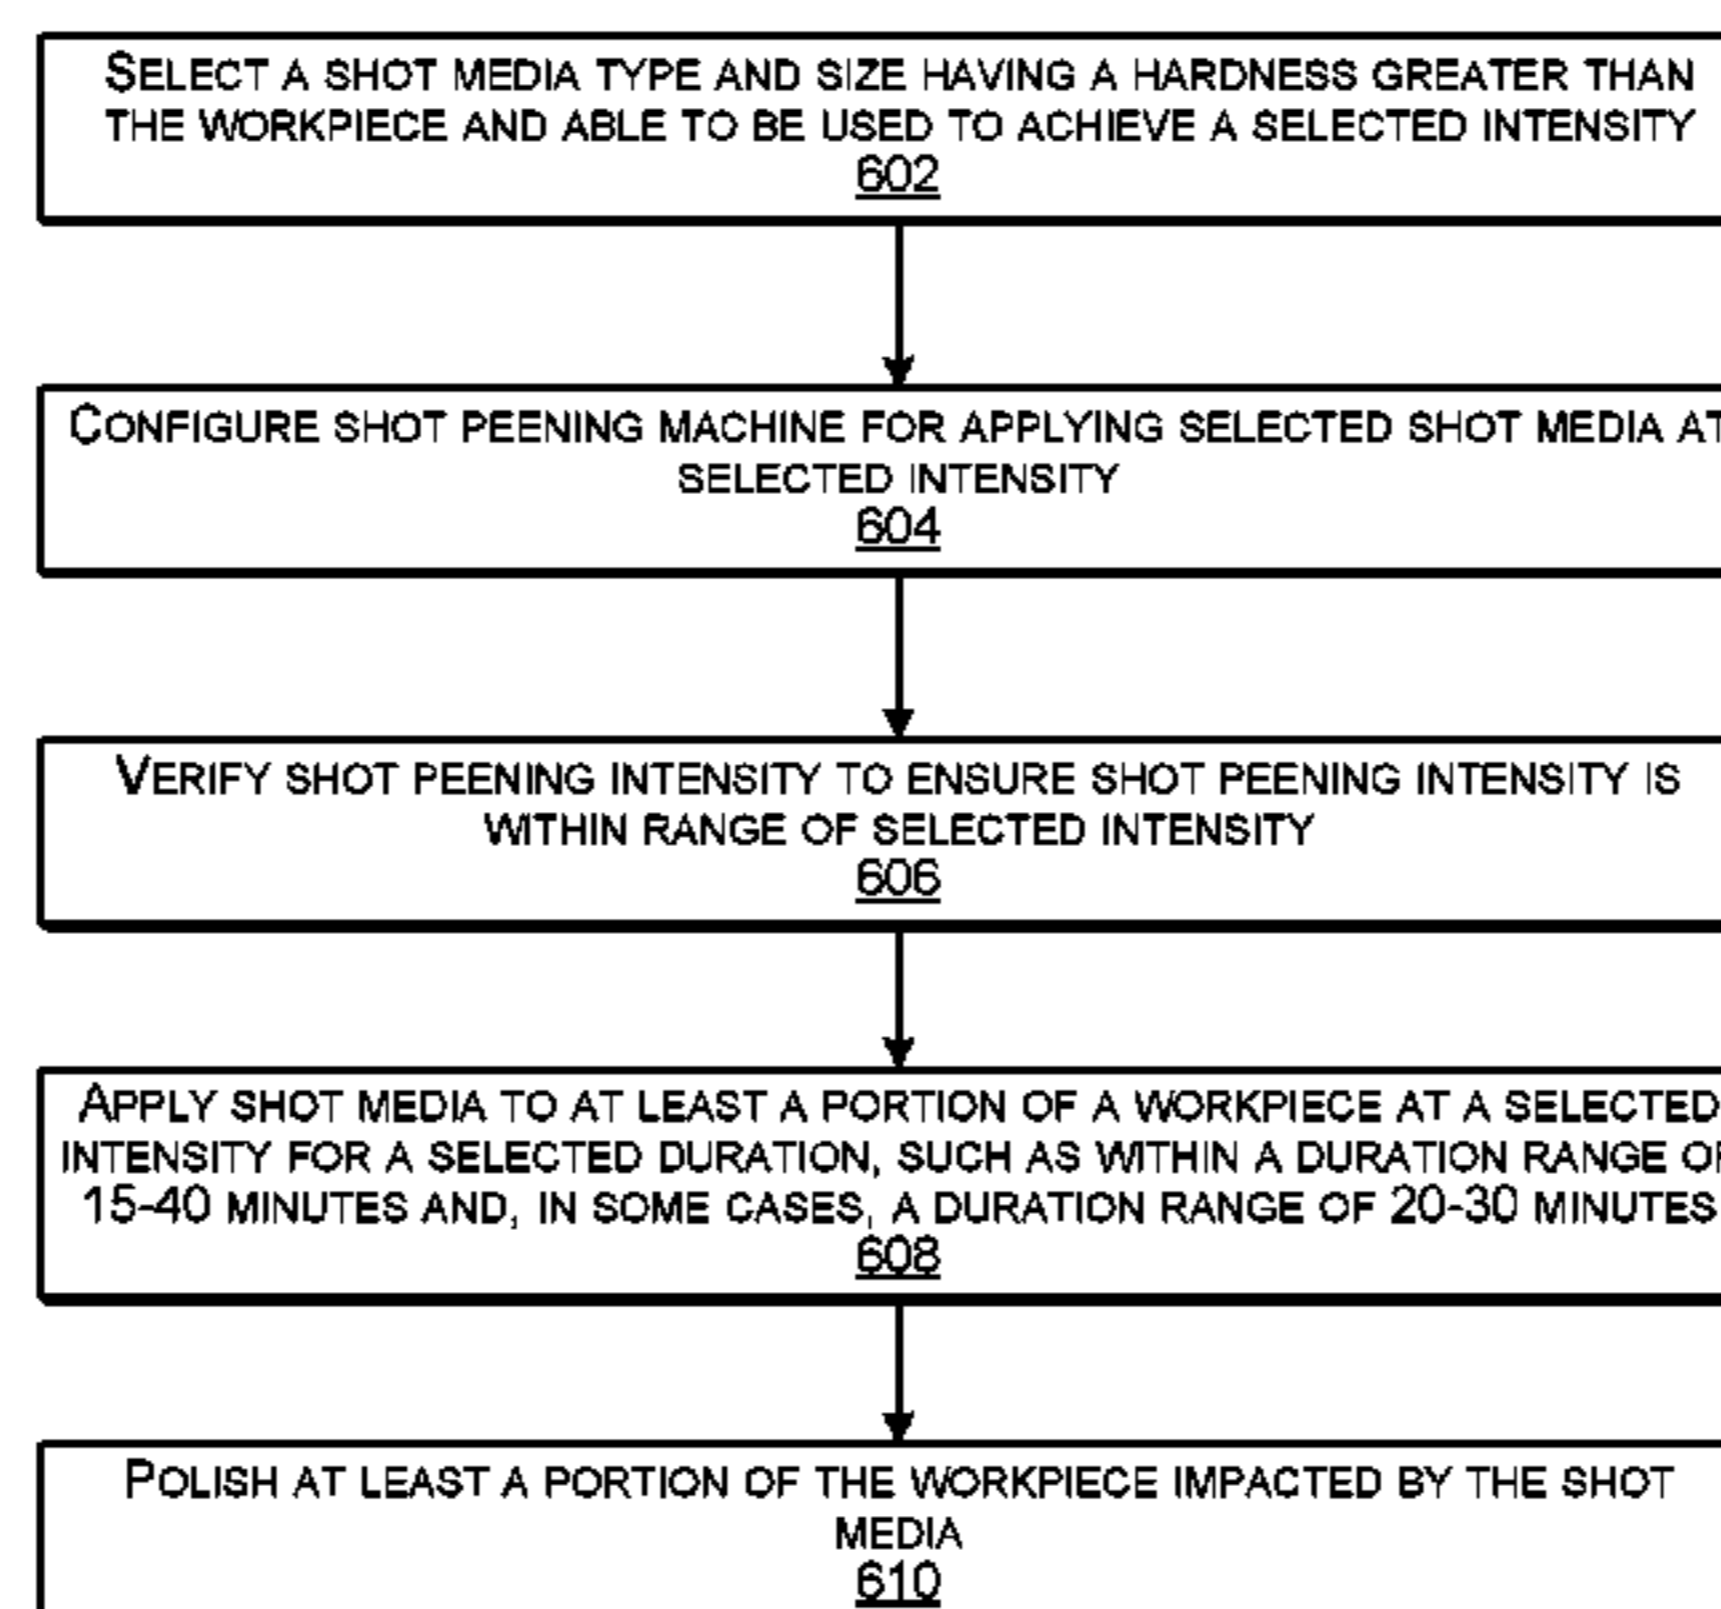 SELECT A SHOT MEDIA TYPE AND SIZE HAVING A HARDNESS GREATER THAN
THE WORKPIECE AND ABLE TO BE USED TO ACHIEVE A SELECTED INTENSITY
602
CONFIGURE SHOT PEENING MACHINE FOR APPLYING SELECTED SHOT MEDIA AT
SELECTED INTENSITY
604
VERIFY SHOT PEENING INTENSITY TO ENSURE SHOT PEENING INTENSITY IS
WITHIN RANGE OF SELECTED INTENSITY
606
APPLY SHOT MEDIA TO AT LEAST A PORTION OF A WORKPIECE AT A SELECTED
INTENSITY FOR A SELECTED DURATION, SUCH AS WITHIN A DURATION RANGE OF
15-40 MINUTES AND, IN SOME CASES, A DURATION RANGE OF 20-30 MINUTES
608
POLISH AT LEAST A PORTION OF THE WORKPIECE IMPACTED BY THE SHOT
MEDIA
610